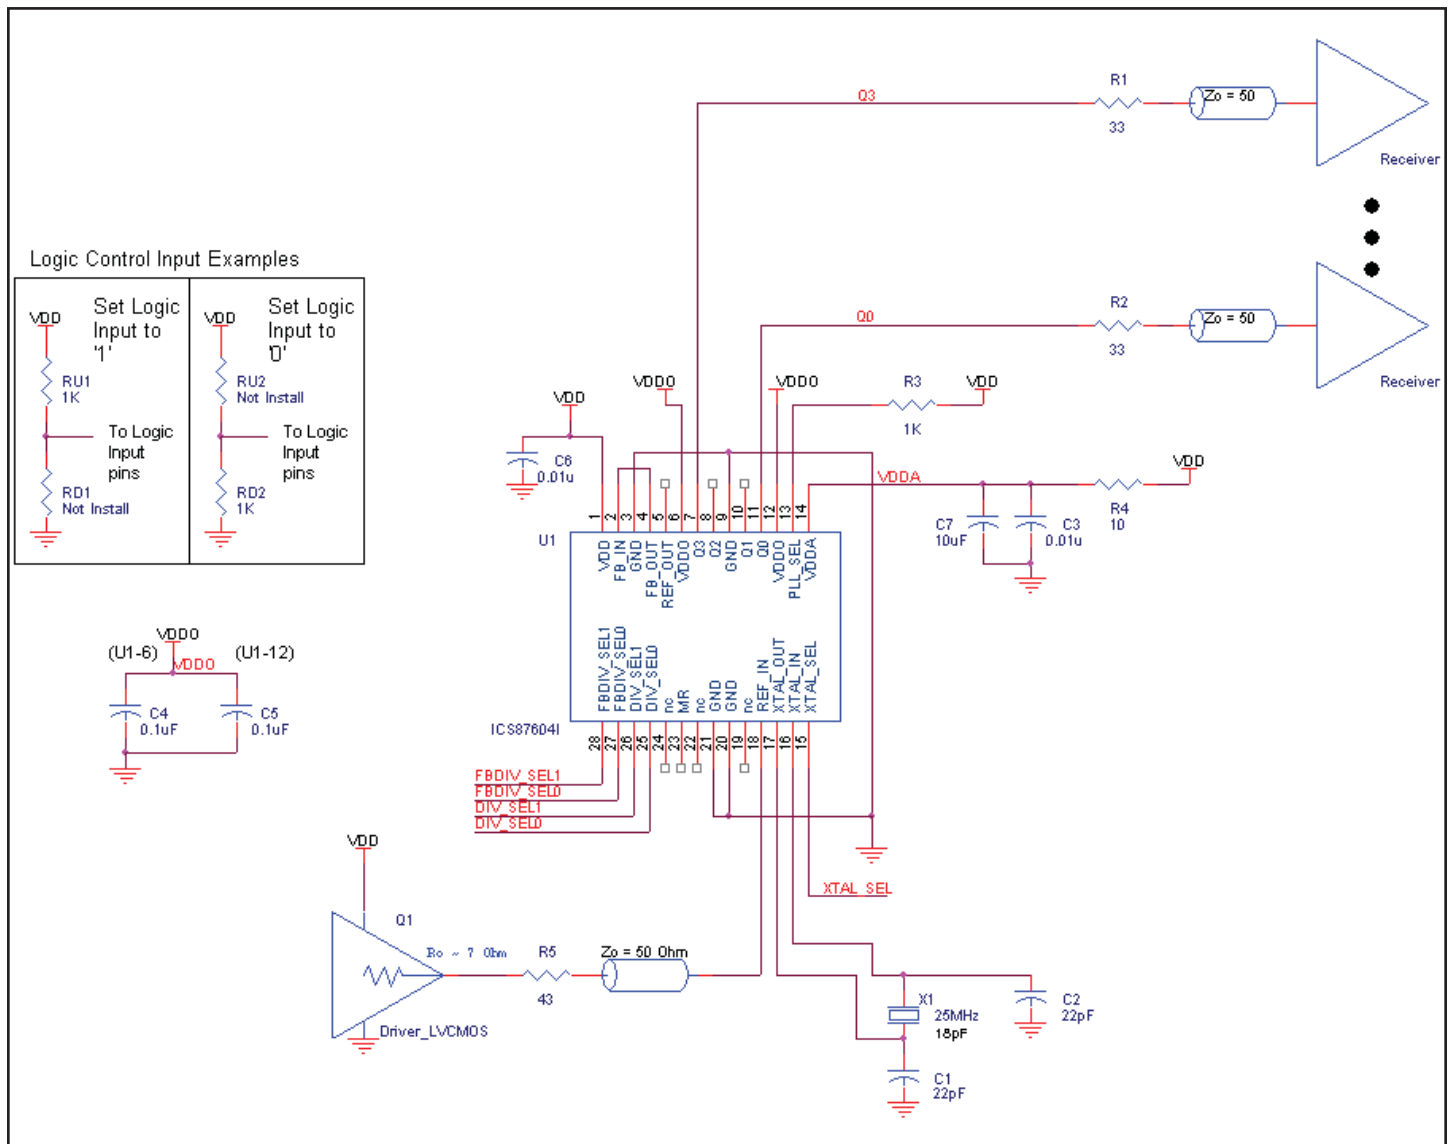 R1
Q3
Zo = 50
33
Receiver
Logic Control Input Examples
R2
Q0
Zo = 50
33
Receiver
VDD
Set Logic
Input to
'1'
RU1
1K
To Logic
Input
pins
RD1
Not Install
VDD
Set Logic
Input to
'0'
RU2
Not Install
To Logic
Input
pins
RD2
1K
VDDO
VDDO
R3
VDD
1K
VDD
C6
0.01u
VDDA
VDD
R4
10
C7
10uF
C3
0.01u
1
2
3
4
5
6
7
8
9
10
11
12
13
14
U1
VDD
FB_IN
GND
FB_OUT
REF_OUT
VDDO
Q3
Q2
GND
Q1
Q0
VDDO
PLL_SEL
VDDA
FBDIV_SEL1
FBDIV_SEL0
DIV_SEL1
DIV_SEL0
nc
MR
nc
GND
GND
nc
REF_IN
XTAL_OUT
XTAL_IN
XTAL_SEL
ICS87604I
28
27
26
25
24
23
22
21
20
19
18
17
16
15
VDDO
(U1-6)
(U1-12)
VDDO
C4
0.1uF
C5
0.1uF
FBDIV_SEL1
FBDIV_SEL0
DIV_SEL1
DIV_SEL0
VDD
XTAL_SEL
Q1
Ro ~ 7 Ohm
R5
43
Zo = 50 Ohm
Driver_LVCMOS
X1
25MHz
18pF
C2
22pF
C1
22pF